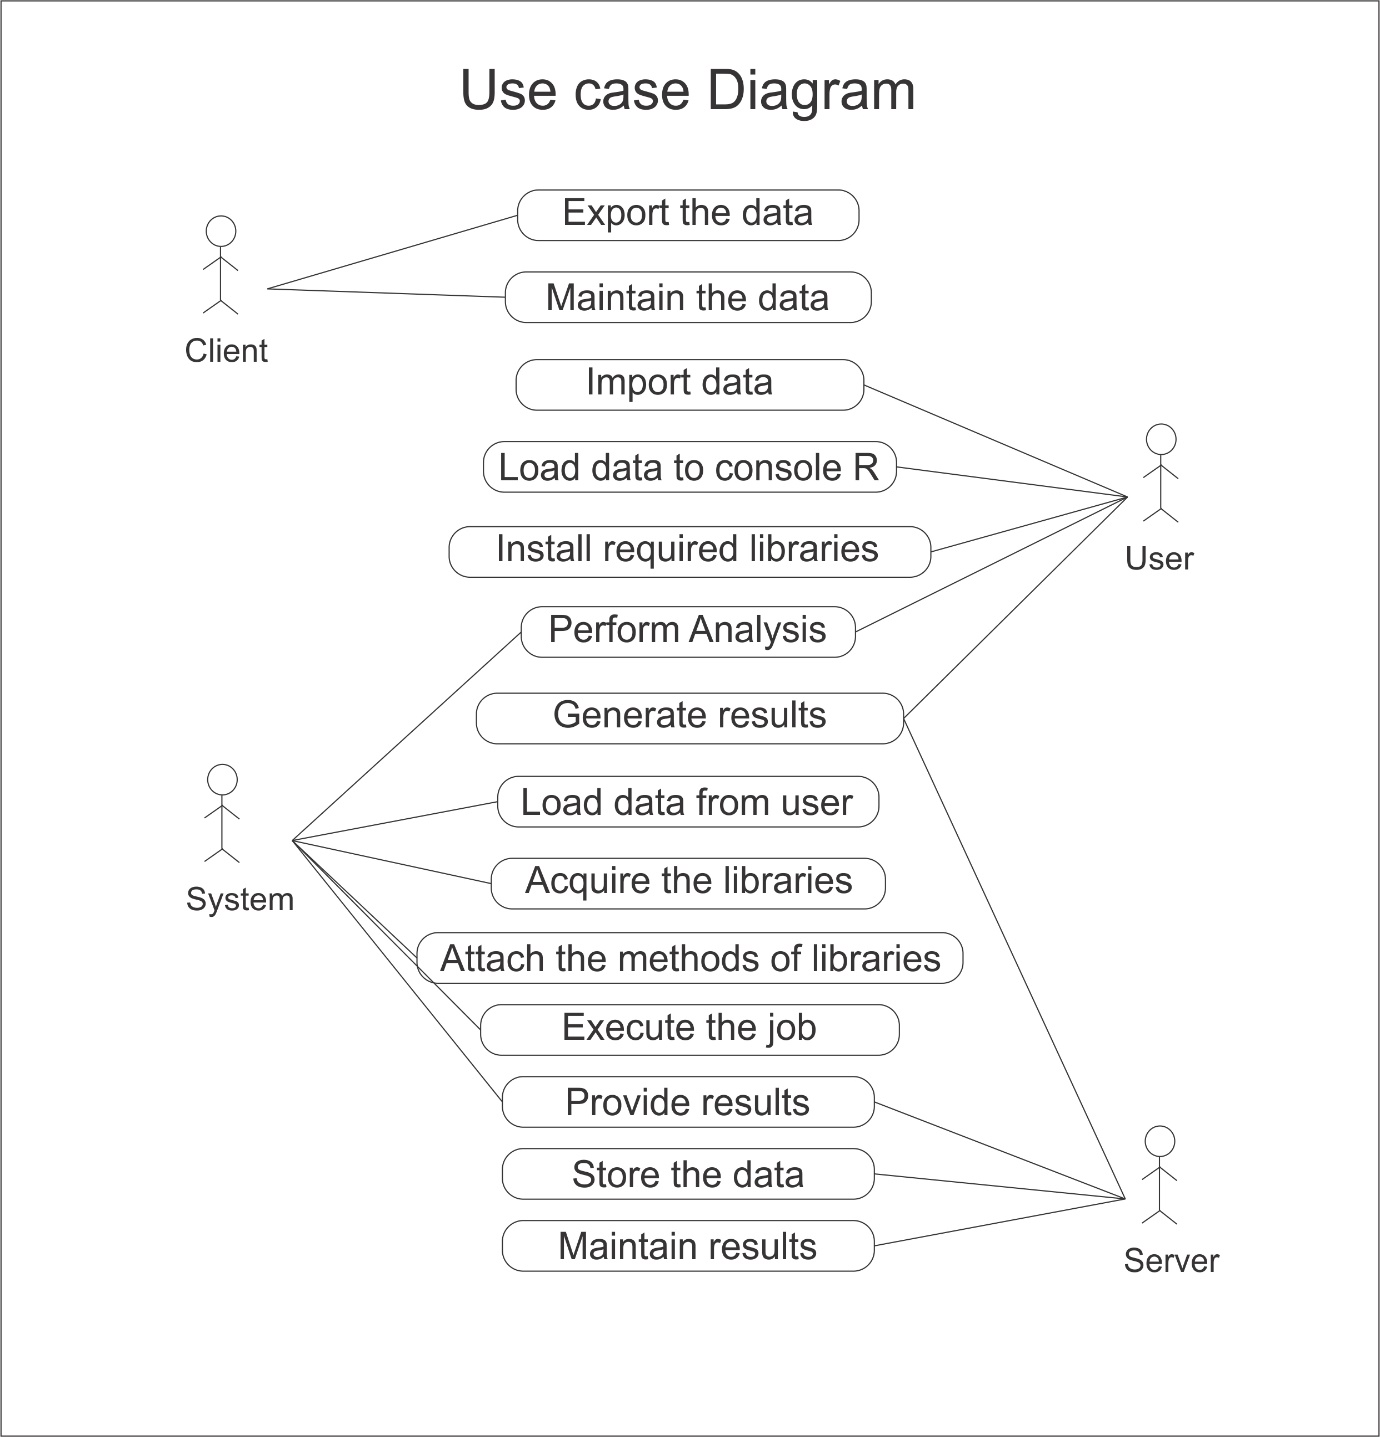 Use case Diagram
Export the data
Maintain the data
Client
Import data
Load data to console R
Install required libraries
User
Perform Analysis
Generate results
Load data from user
Acquire the libraries
System
Attach the methods of libraries
Execute the job
Provide results
Store the data
Maintain results
Server